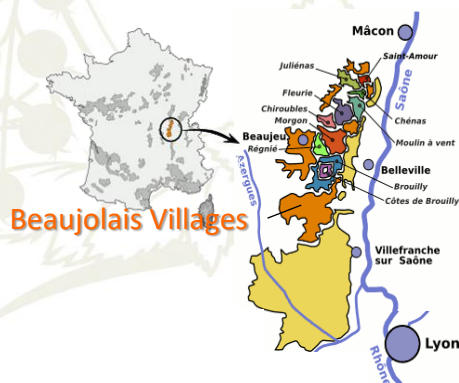 Mâcon
Saint-Amour
Juliénas
Saône
Fleurie
Chiroubles
Chénas
Morgon
Moulin à vent
Beaujeu
Régnié
Azergues
Belleville
Brouilly
Côtes de Brouilly
Beaujolais Villages
Villefranche
sur Saône
Lyon
Rhône